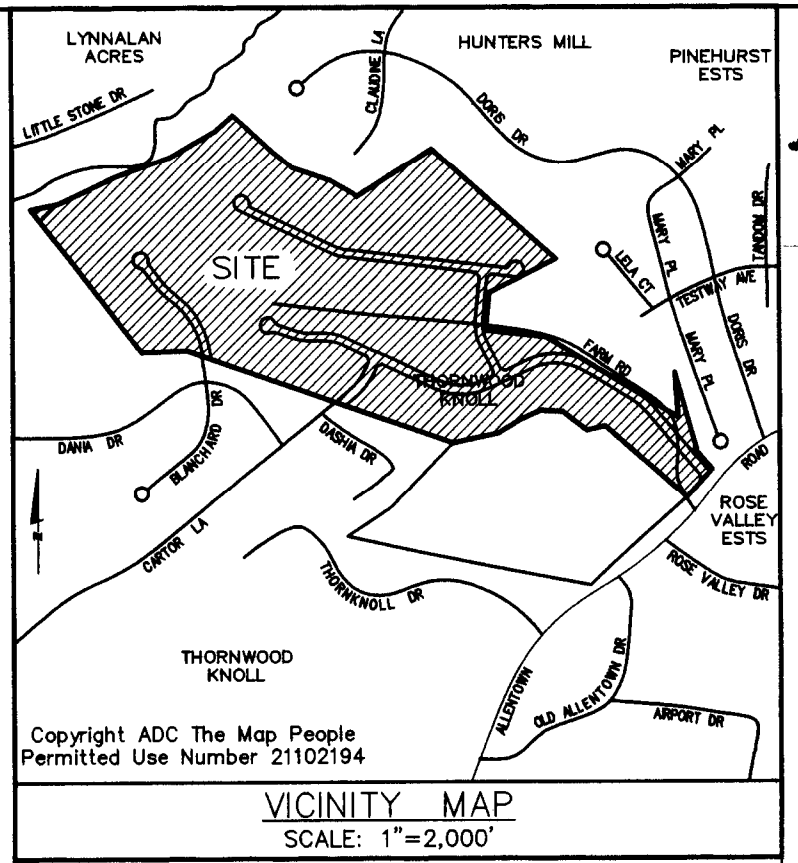 LYNNALAN
ACRES
HUNTERS MILL
PINEHURST
ESTS
CLAUDINE LA
LITTLE STONE DR
DORIS DR
MARY PL
TANDOM DR
MARY PL
LELA CT
TESTWAY AVE
SITE
DORIS DR
MARY PL
FARM RD
THORNWOOD
KNOLL
DANIA DR
BLANCHARD DR
DASHIA DR
ROAD
ROSE
VALLEY
ESTS
CARTOR LA
N
THORNKNOLL DR
ROSE VALLEY DR
THORNWOOD
KNOLL
ALLENTOWN
OLD ALLENTOWN DR
AIRPORT DR
Copyright ADC The Map People
Permitted Use Number 21102194
VICINITY MAP
SCALE: 1"=2,000'